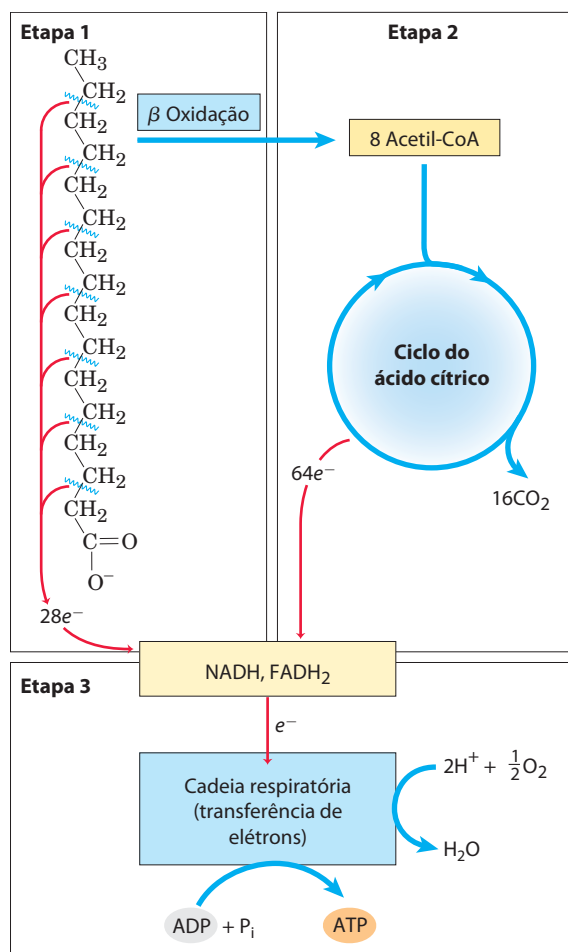 Etapa 1
CH₃
CH₂
CH₂
CH₂
CH₂
CH₂
CH₂
CH₂
CH₂
CH₂
CH₂
CH₂
CH₂
CH₂
CH₂
C=O
O⁻
28e⁻
β Oxidação
Etapa 2
8 Acetil-CoA
Ciclo do
ácido cítrico
64e⁻
16CO₂
NADH, FADH₂
Etapa 3
e⁻
Cadeia respiratória
(transferência de
elétrons)
2H⁺ + ½O₂
H₂O
ADP + Pᵢ
ATP